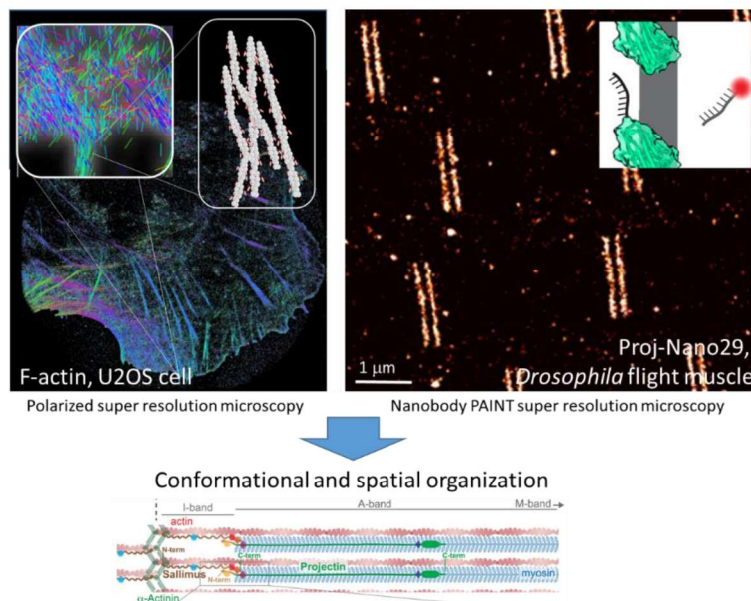 F-actin, U2OS cell
Polarized super resolution microscopy
1 μm
Proj-Nano29,
Drosophila flight muscle
Nanobody PAINT super resolution microscopy
Conformational and spatial organization
I-band
A-band
M-band
actin
N-term
Sallimus
N-term
C-term
Projectin
C-term
myosin
α-Actinin